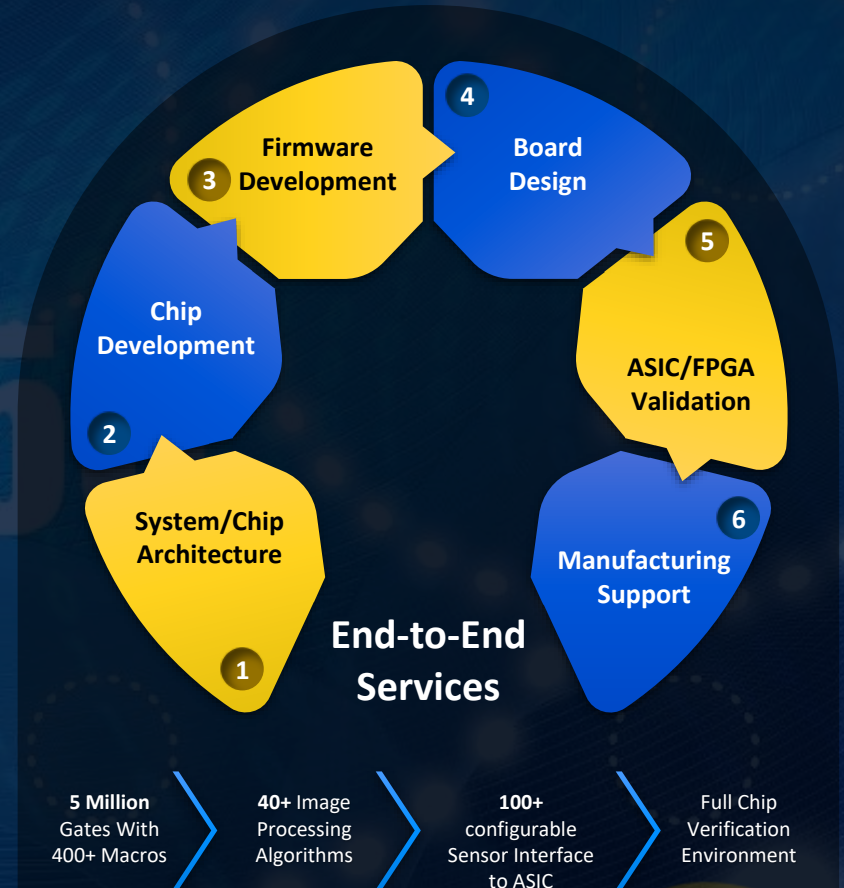 1
System/Chip
Architecture
2
Chip
Development
3
Firmware
Development
4
Board
Design
5
ASIC/FPGA
Validation
6
Manufacturing
Support
End-to-End
Services
5 Million
Gates With
400+ Macros
40+ Image
Processing
Algorithms
100+
configurable
Sensor Interface
to ASIC
Full Chip
Verification
Environment